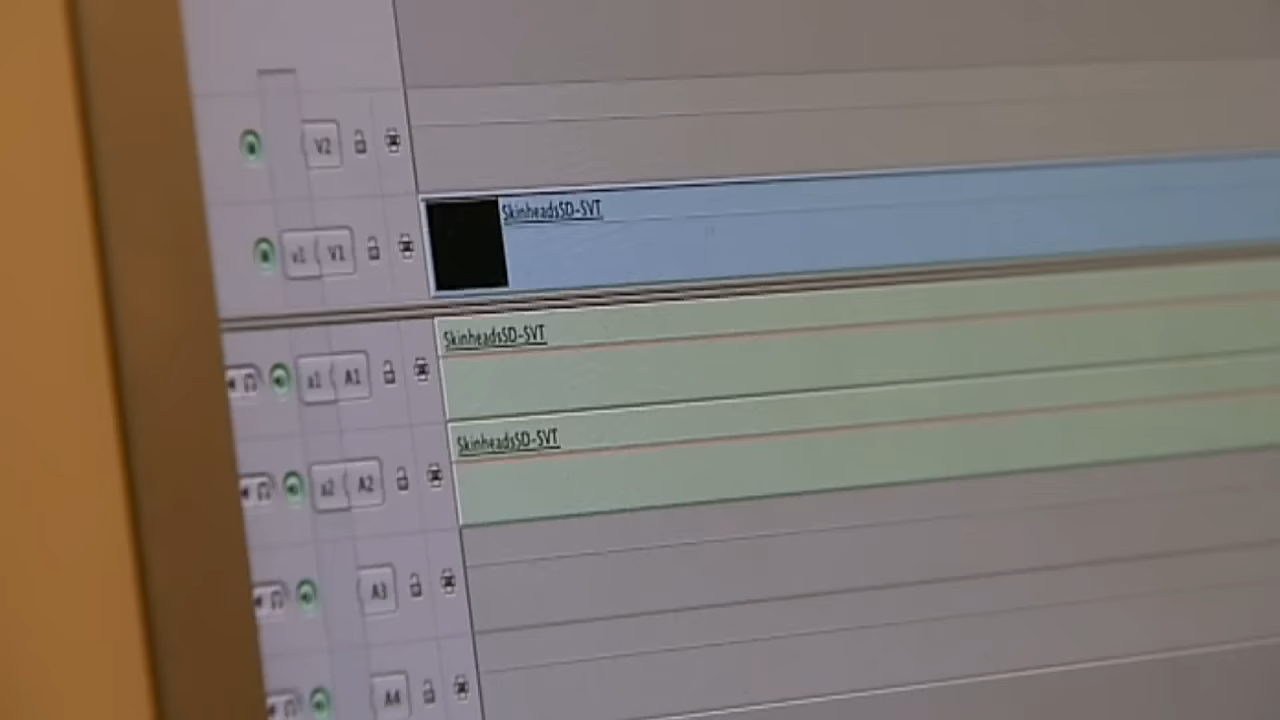 V2
SkinheadsSD-SVT
v1 V1
SkinheadsSD-SVT
a1 A1
SkinheadsSD-SVT
a2 A2
A3
A4